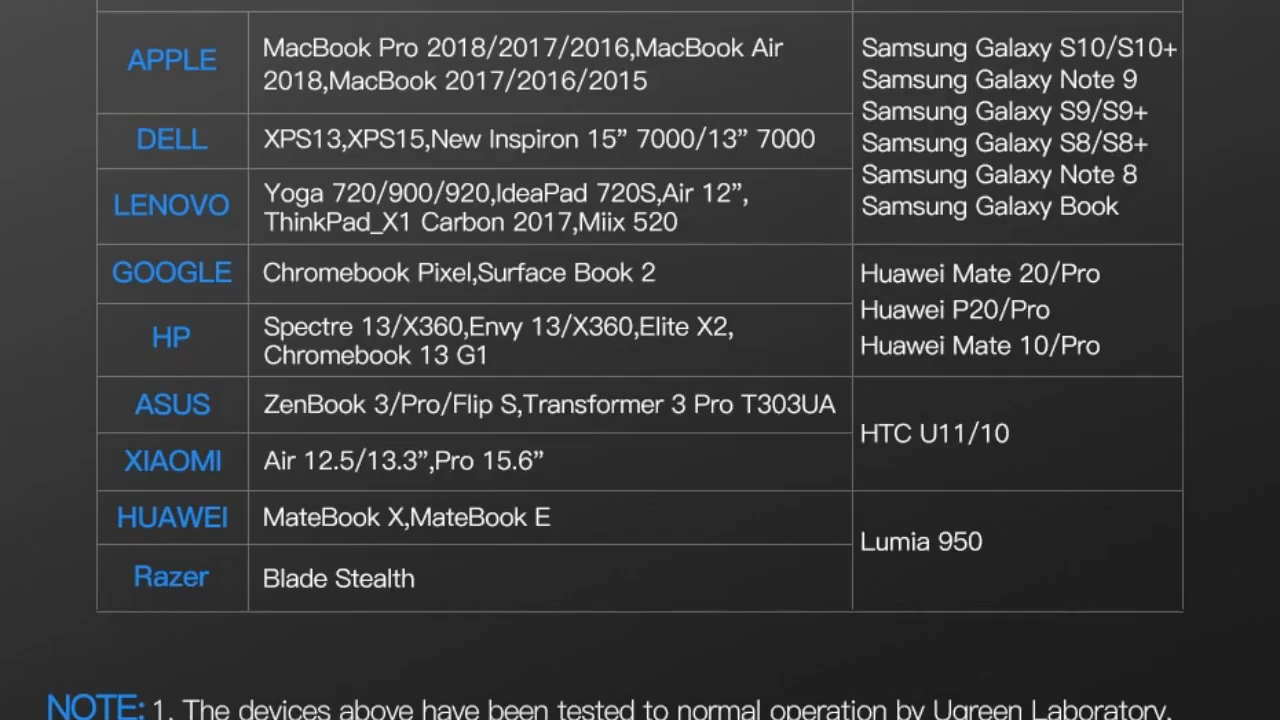 APPLE
MacBook Pro 2018/2017/2016,MacBook Air
2018,MacBook 2017/2016/2015
DELL
XPS13,XPS15,New Inspiron 15” 7000/13” 7000
LENOVO
Yoga 720/900/920,IdeaPad 720S,Air 12”,
ThinkPad_X1 Carbon 2017,Miix 520
Samsung Galaxy S10/S10+
Samsung Galaxy Note 9
Samsung Galaxy S9/S9+
Samsung Galaxy S8/S8+
Samsung Galaxy Note 8
Samsung Galaxy Book
GOOGLE
Chromebook Pixel,Surface Book 2
HP
Spectre 13/X360,Envy 13/X360,Elite X2,
Chromebook 13 G1
Huawei Mate 20/Pro
Huawei P20/Pro
Huawei Mate 10/Pro
ASUS
ZenBook 3/Pro/Flip S,Transformer 3 Pro T303UA
XIAOMI
Air 12.5/13.3”,Pro 15.6”
HTC U11/10
HUAWEI
MateBook X,MateBook E
Razer
Blade Stealth
Lumia 950
NOTE: 1. The devices above have been tested to normal operation by Ugreen Laboratory,